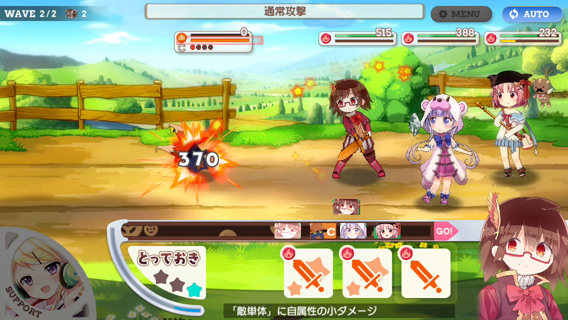 WAVE 2/2 2
通常攻撃
MENU
AUTO
0
C
515
388
232
370
C
GO!
とっておき
SUPPORT
「敵単体」に自属性の小ダメージ